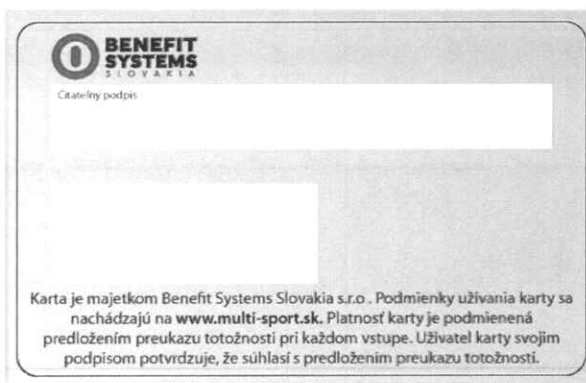 BENEFIT
SYSTEMS
SLOVAKIA
Čitateľný podpis
Karta je majetkom Benefit Systems Slovakia s.r.o. Podmienky užívania karty sa
nachádzajú na www.multi-sport.sk. Platnosť karty je podmienená
predložením preukazu totožnosti pri každom vstupe. Užívateľ karty svojim
podpisom potvrdzuje, že súhlasí s predložením preukazu totožnosti.